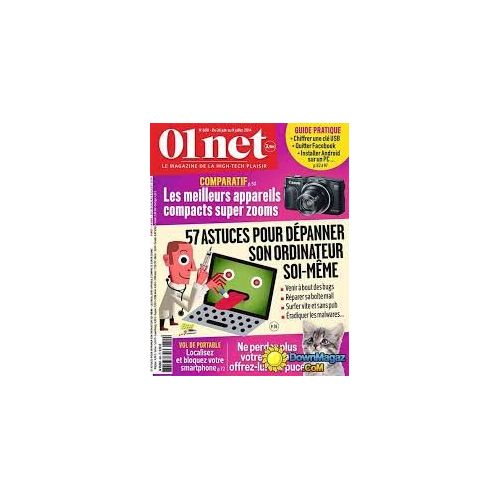 01net
LE MAGAZINE DE LA HIGH-TECH PLAISIR
GUIDE PRATIQUE
• Chiffrer une clé USB
• Quitter Facebook
• Installer Android
sur un PC...
COMPARATIF
Les meilleurs appareils
compacts super zooms
Canon
57 ASTUCES POUR DÉPANNER
SON ORDINATEUR
SOI-MÊME
• Venir à bout des bugs
• Réparer sa boîte mail
• Surfer vite et sans pub
• Éradiquer les malwares...
VOL DE PORTABLE
Localisez
et bloquez votre
smartphone
Ne perdez plus
votre
offrez-lui
puce
DownMagaz
.COM